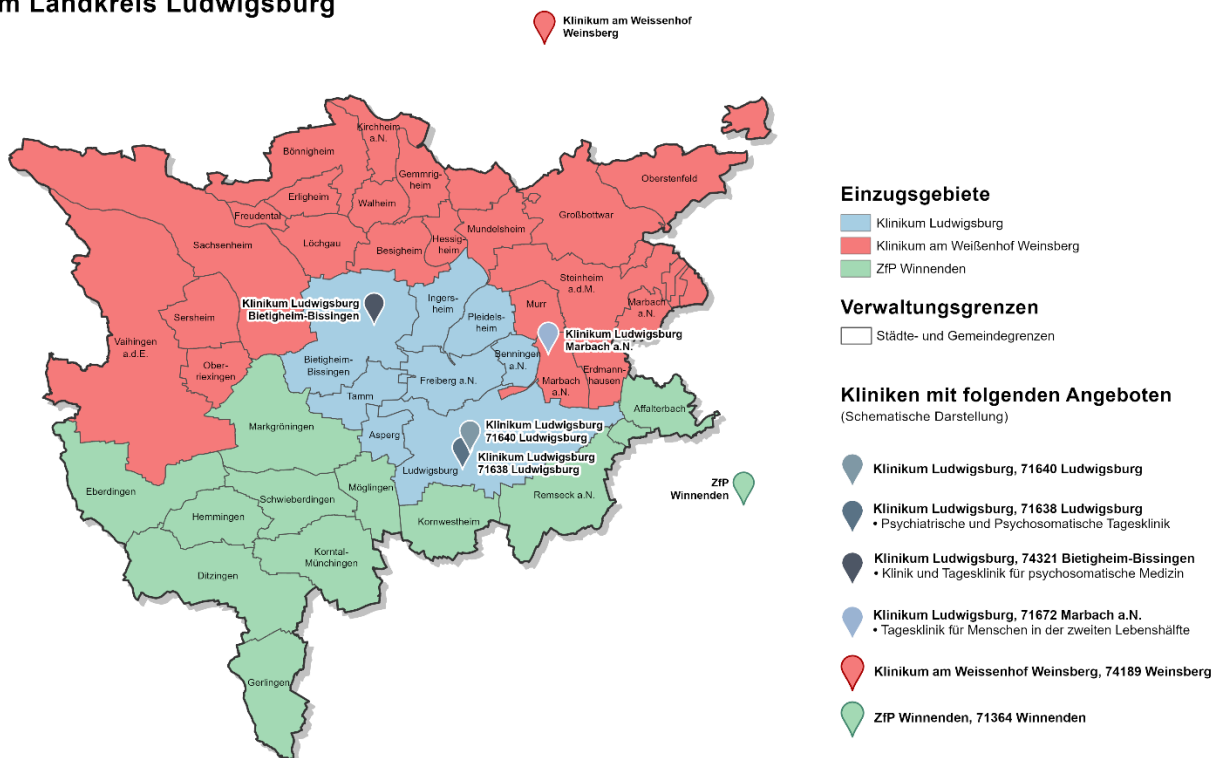 m Landkreis Ludwigsburg
Klinikum am Weissenhof
Weinsberg
Kirchheim
a.N.
Bönnigheim
Gemmrig-
heim
Erligheim
Walheim
Freudental
Oberstenfeld
Großbottwar
Mundelsheim
Sachsenheim
Löchgau
Besigheim
Hessig-
heim
Steinheim
a.d.M.
Klinikum Ludwigsburg
Bietigheim-Bissingen
Ingers-
heim
Pleidels-
heim
Murr
Marbach
a.N.
Sersheim
Vaihingen
a.d.E.
Klinikum Ludwigsburg
Marbach a.N.
Ober-
riexingen
Bietigheim-
Bissingen
Benningen
a.N.
Erdmann-
hausen
Freiberg a.N.
Marbach
a.N.
Tamm
Affalterbach
Markgröningen
Asperg
Klinikum Ludwigsburg
71640 Ludwigsburg
Klinikum Ludwigsburg
71638 Ludwigsburg
Ludwigsburg
Eberdingen
Möglingen
Schwieberdingen
Remseck a.N.
ZfP
Winnenden
Hemmingen
Kornwestheim
Korntal-
Münchingen
Ditzingen
Gerlingen
Einzugsgebiete
Klinikum Ludwigsburg
Klinikum am Weißenhof Weinsberg
ZfP Winnenden
Verwaltungsgrenzen
Städte- und Gemeindegrenzen
Kliniken mit folgenden Angeboten
(Schematische Darstellung)
Klinikum Ludwigsburg, 71640 Ludwigsburg
Klinikum Ludwigsburg, 71638 Ludwigsburg
• Psychiatrische und Psychosomatische Tagesklinik
Klinikum Ludwigsburg, 74321 Bietigheim-Bissingen
• Klinik und Tagesklinik für psychosomatische Medizin
Klinikum Ludwigsburg, 71672 Marbach a.N.
• Tagesklinik für Menschen in der zweiten Lebenshälfte
Klinikum am Weissenhof Weinsberg, 74189 Weinsberg
ZfP Winnenden, 71364 Winnenden